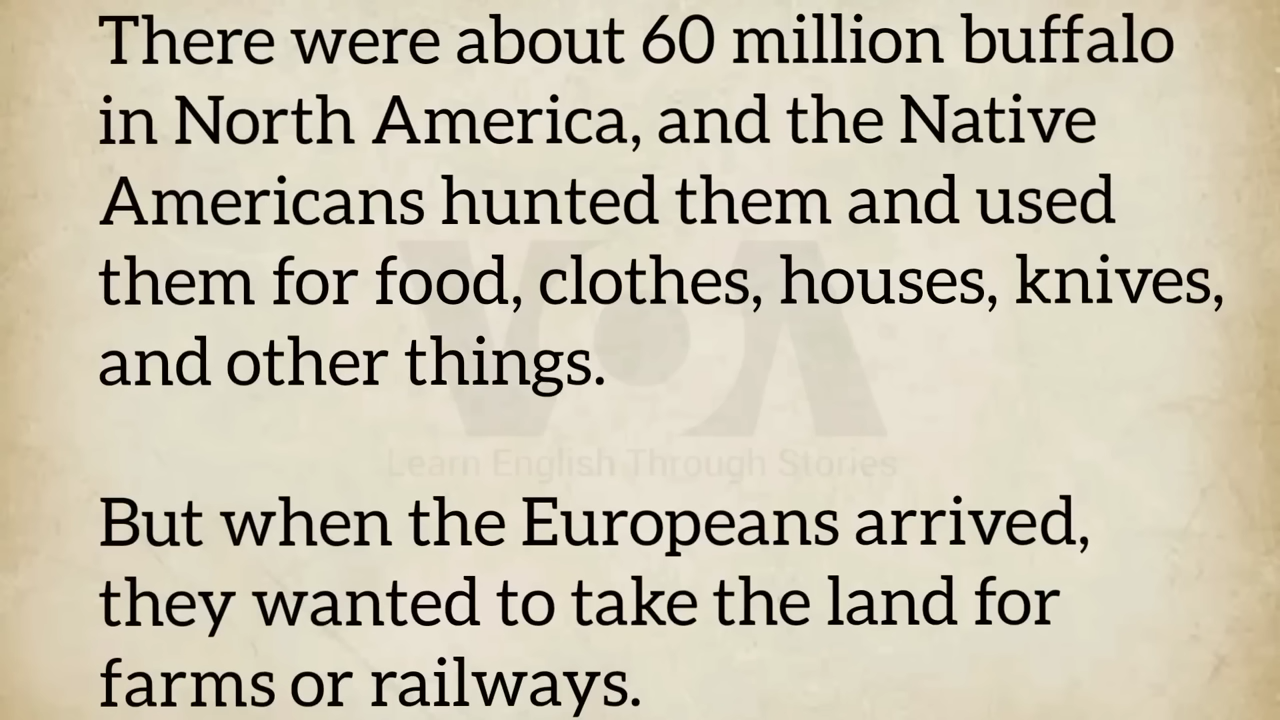 There were about 60 million buffalo
in North America, and the Native
Americans hunted them and used
them for food, clothes, houses, knives,
and other things.
VOA
Learn English Through Stories
But when the Europeans arrived,
they wanted to take the land for
farms or railways.